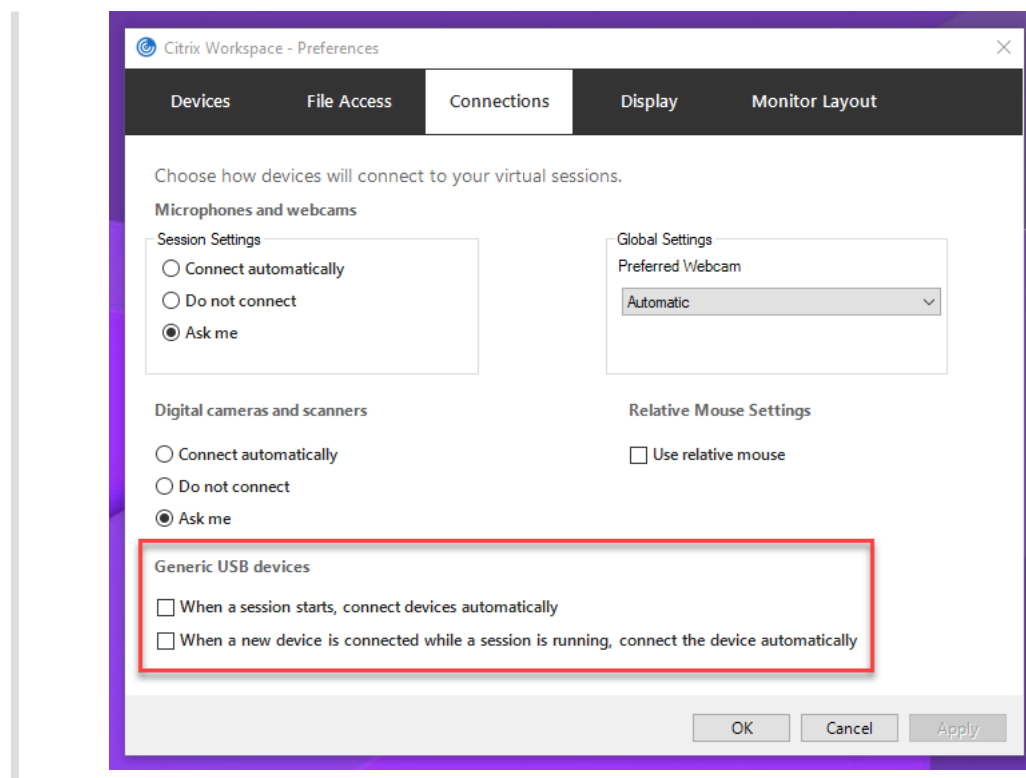 Citrix Workspace - Preferences
Devices
File Access
Connections
Display
Monitor Layout
Choose how devices will connect to your virtual sessions.
Microphones and webcams
Session Settings
Connect automatically
Do not connect
Ask me
Global Settings
Preferred Webcam
Automatic
Digital cameras and scanners
Connect automatically
Do not connect
Ask me
Relative Mouse Settings
Use relative mouse
Generic USB devices
When a session starts, connect devices automatically
When a new device is connected while a session is running, connect the device automatically
OK
Cancel
Apply